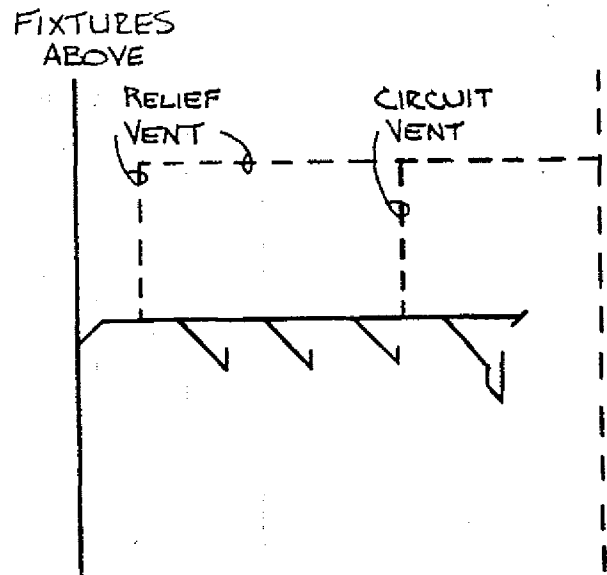 FIXTURES
ABOVE
RELIEF
VENT
CIRCUIT
VENT